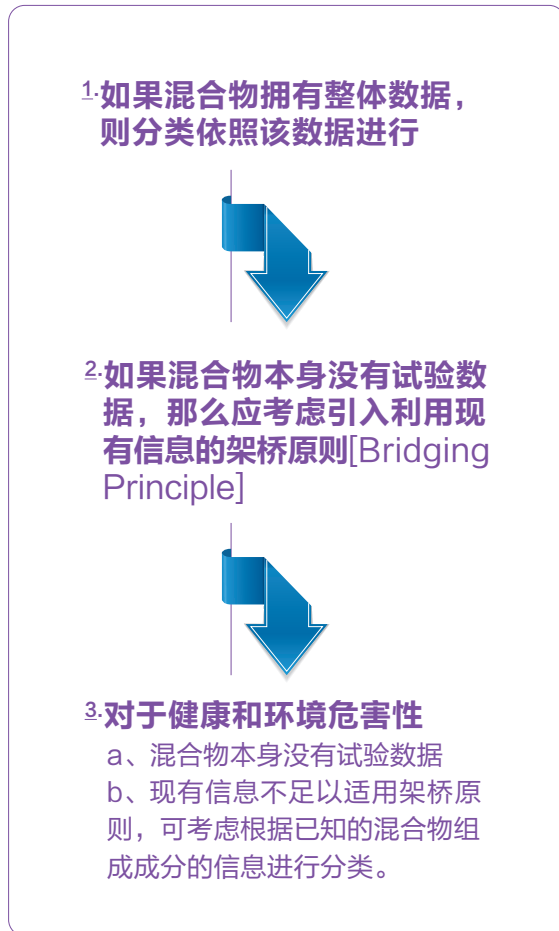 1.如果混合物拥有整体数据，
则分类依照该数据进行
2.如果混合物本身没有试验数
据，那么应考虑引入利用现
有信息的架桥原则[Bridging
Principle]
3.对于健康和环境危害性
a、混合物本身没有试验数据
b、现有信息不足以适用架桥原
则，可考虑根据已知的混合物组
成成分的信息进行分类。